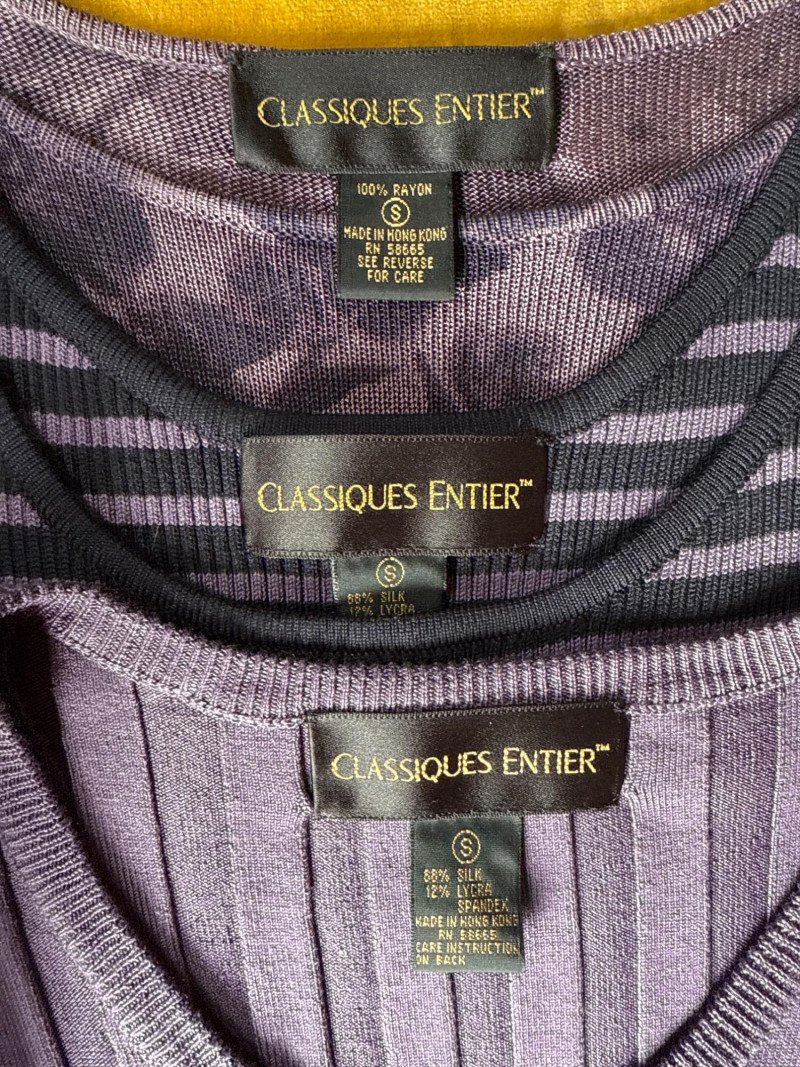 CLASSIQUES ENTIER™
100% RAYON
S
MADE IN HONG KONG
RN 58665
SEE REVERSE
FOR CARE
CLASSIQUES ENTIER™
S
88% SILK
12% LYCRA
CLASSIQUES ENTIER™
S
88% SILK
12% LYCRA
SPANDEX
MADE IN HONG KONG
RN 58665
CARE INSTRUCTION
ON BACK